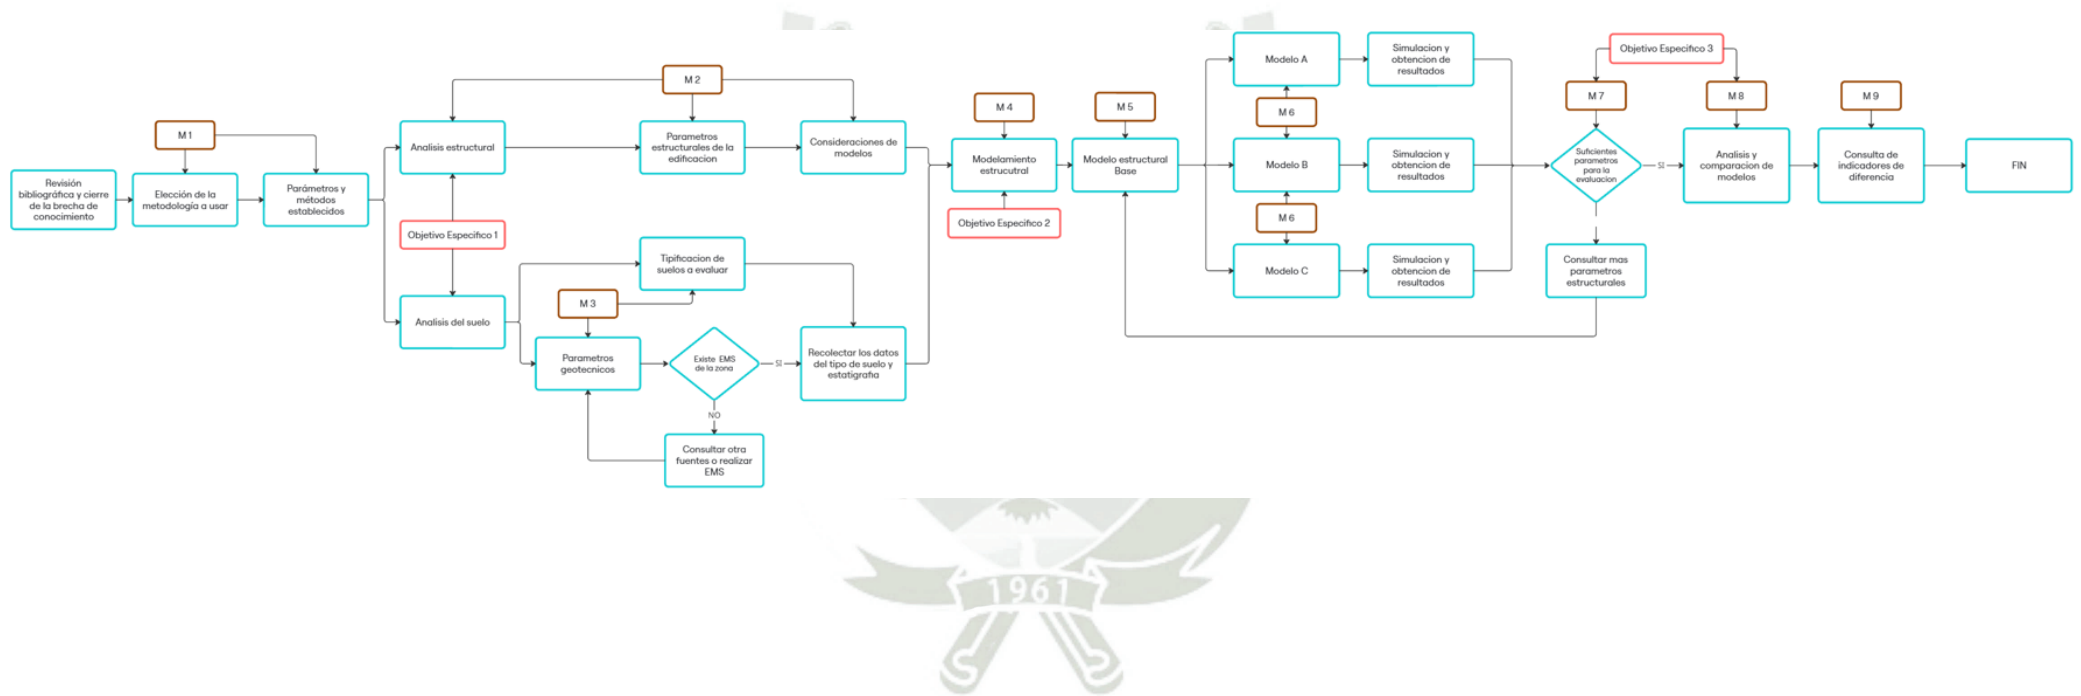 Revisión
bibliográfica y cierre
de la brecha de
conocimiento
M 1
Elección de la
metodología a usar
Parámetros y
métodos
establecidos
M 2
Analisis estructural
Parametros
estructurales de la
edificacion
Consideraciones de
modelos
Objetivo Especifico 1
Analisis del suelo
Tipificacion de
suelos a evaluar
M 3
Parametros
geotecnicos
Existe EMS
de la zona
SI
NO
Consultar otra
fuentes o realizar
EMS
Recolectar los datos
del tipo de suelo y
estatigrafia
M 4
Modelamiento
estrucutral
Objetivo Especifico 2
M 5
Modelo estructural
Base
Modelo A
Simulacion y
obtencion de
resultados
M 6
Modelo B
Simulacion y
obtencion de
resultados
M 6
Modelo C
Simulacion y
obtencion de
resultados
Objetivo Especifico 3
M 7
Suficientes
parametros
para la
evaluacion
SI
Consultar mas
parametros
estructurales
M 8
Analisis y
comparacion de
modelos
M 9
Consulta de
indicadores de
diferencia
FIN
1961